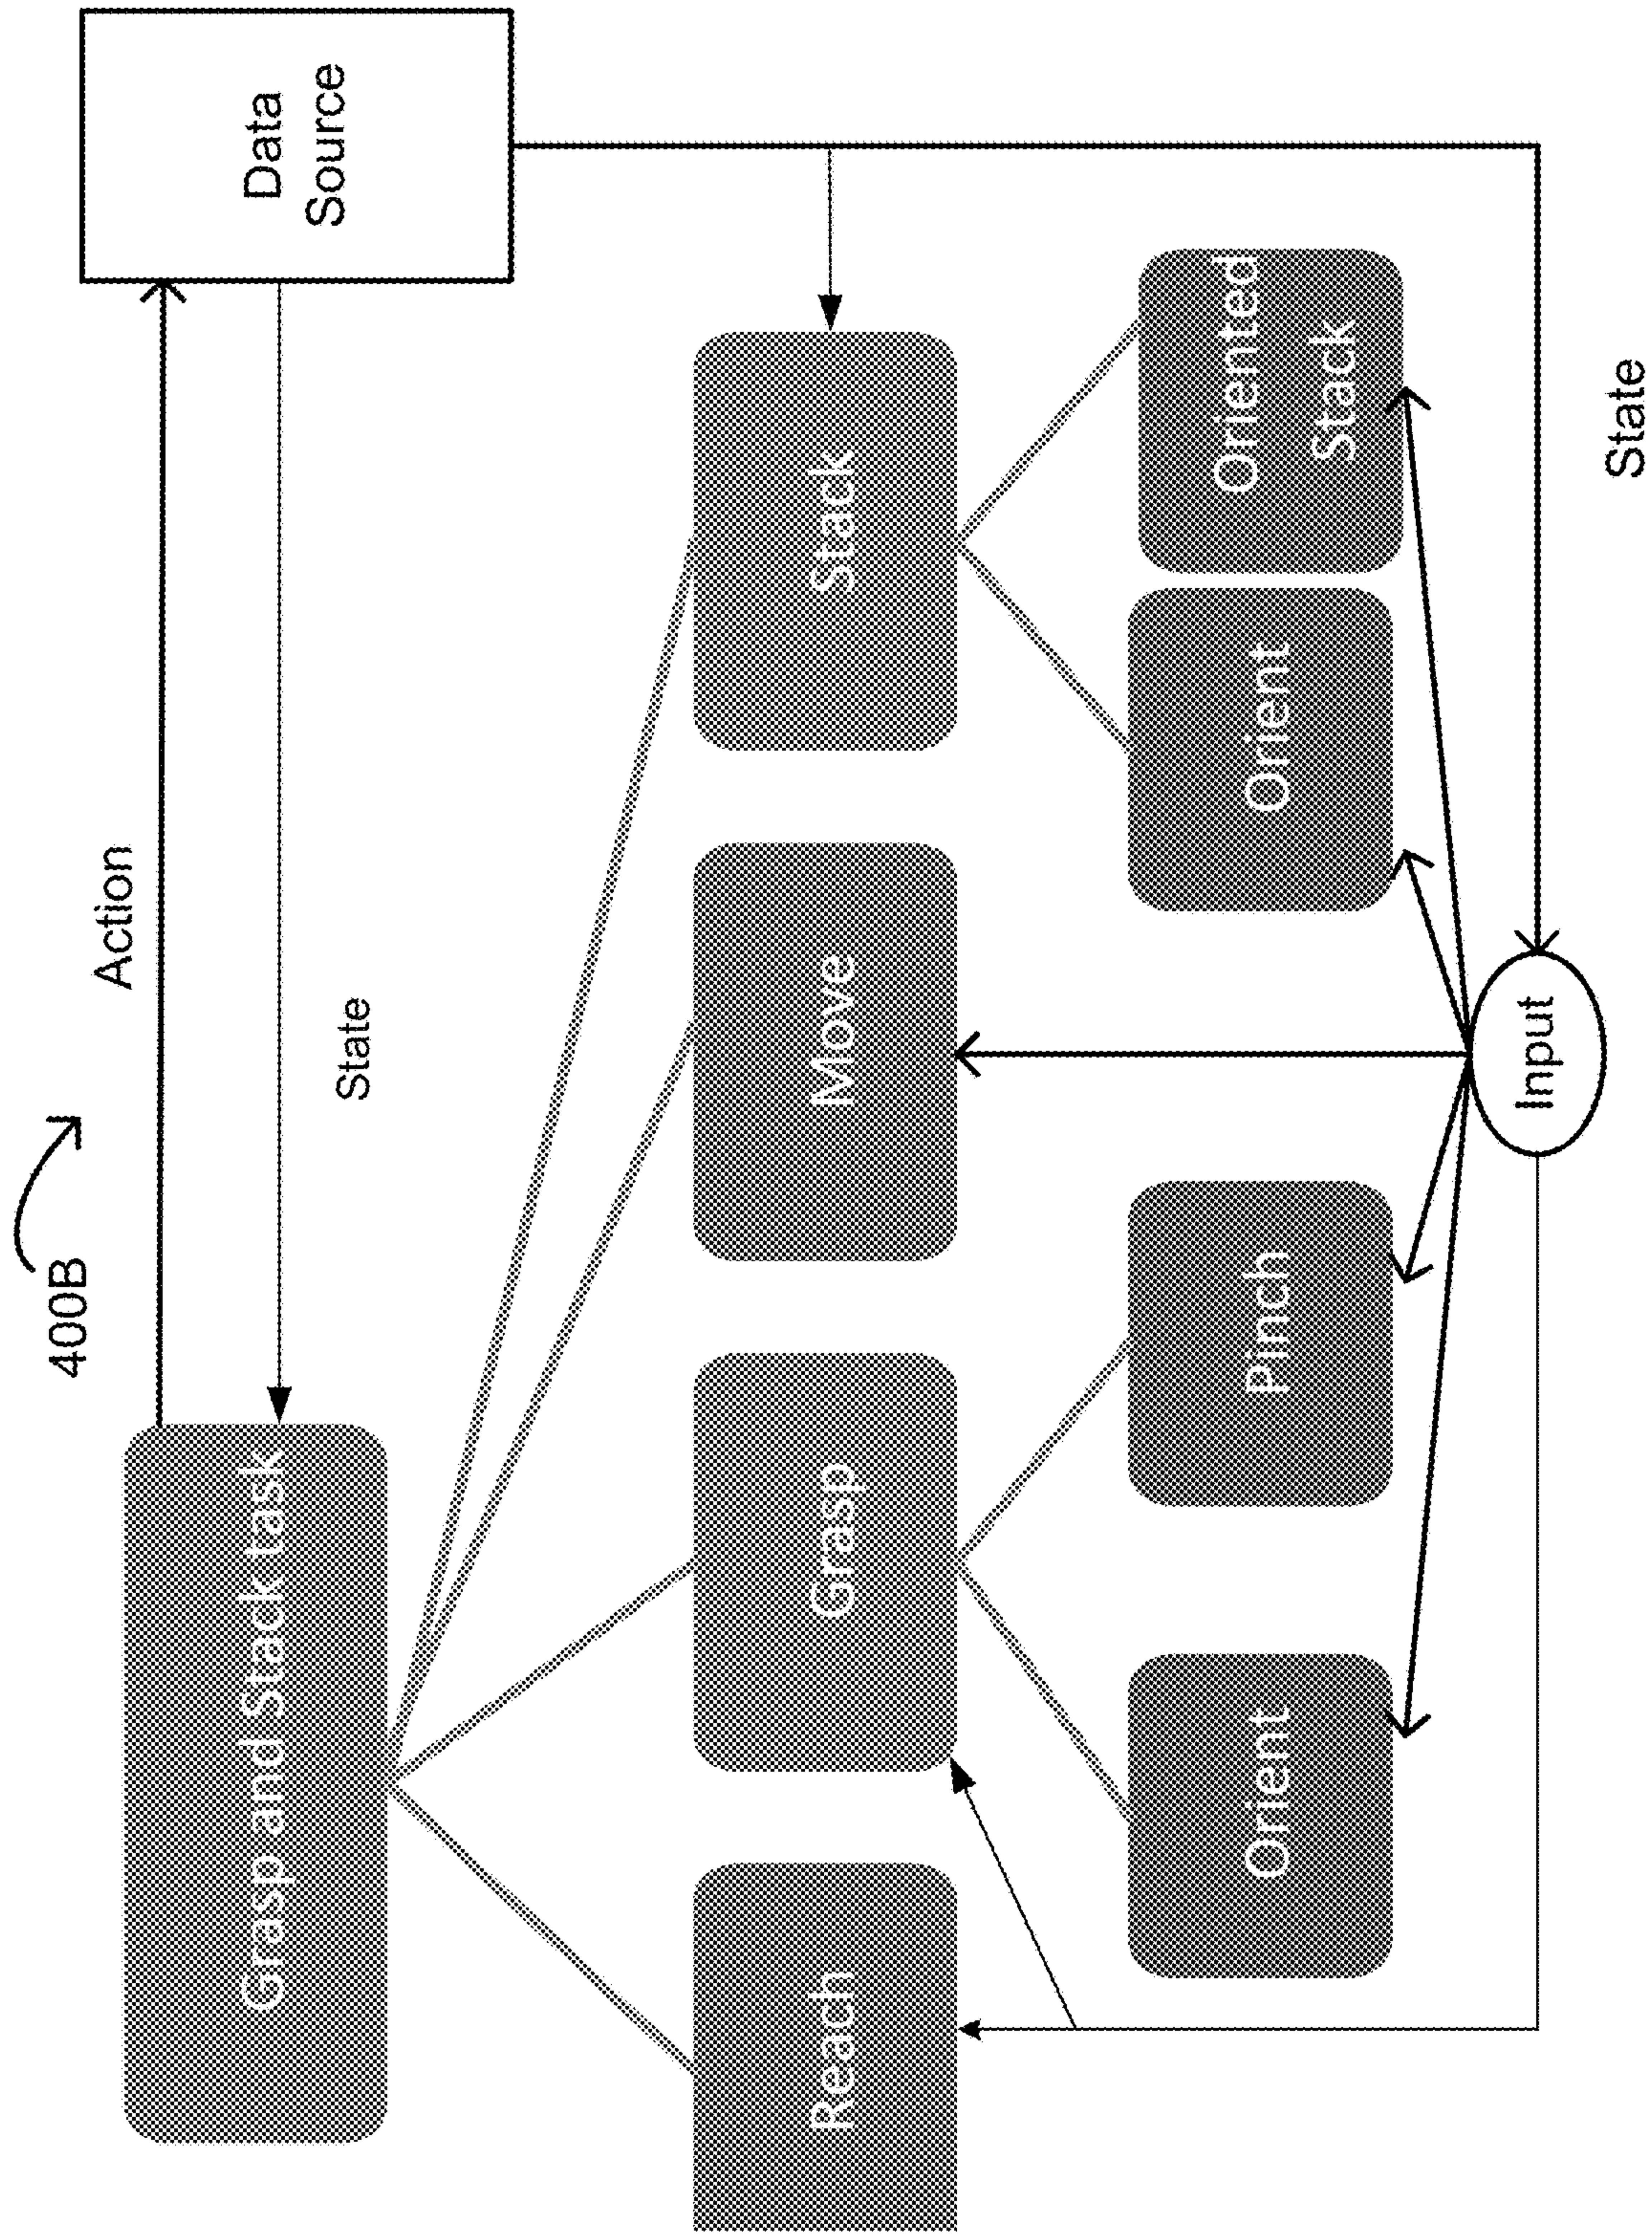 400B
Action
State
Data
Source
Grasp and Stack task
Reach
Grasp
Move
Stack
Orient
Pinch
Orient
Oriented
Stack
Input
State